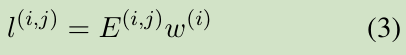 l^{(i,j)} = E^{(i,j)} w^{(i)} (3)